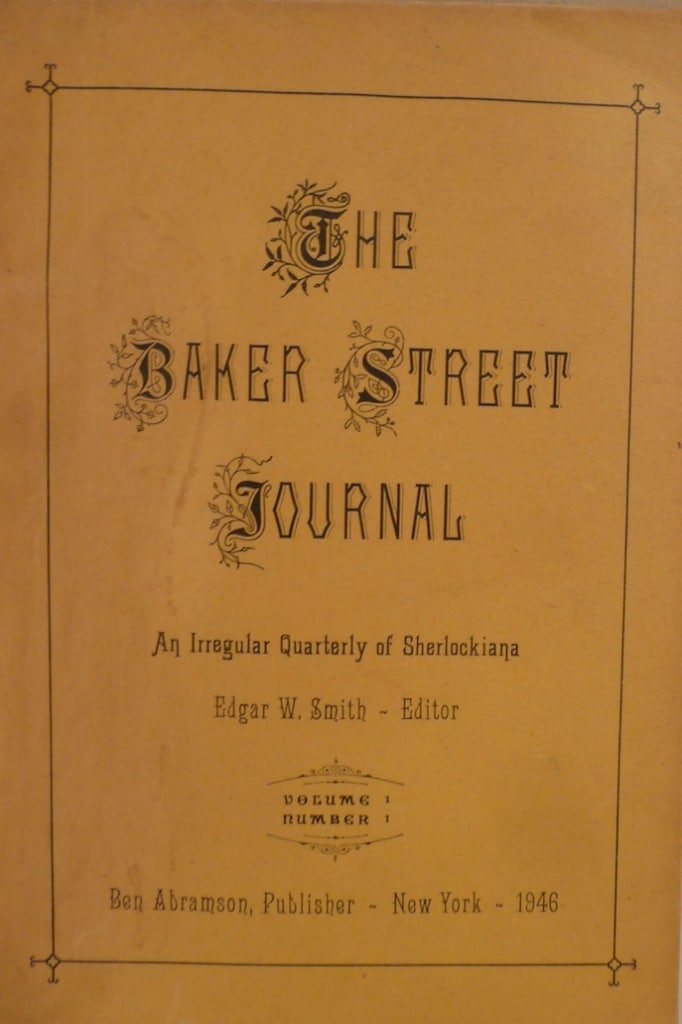 The
Baker Street
Journal
An Irregular Quarterly of Sherlockiana
Edgar W. Smith ~ Editor
VOLUME 1
NUMBER 1
Ben Abramson, Publisher ~ New York ~ 1946